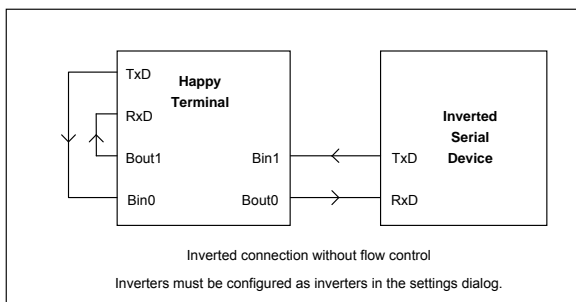 TxD
Happy
Terminal
RxD
Bout1
Bin1
Bin0
Bout0
Inverted
Serial
Device
TxD
RxD
Inverted connection without flow control
Inverters must be configured as inverters in the settings dialog.